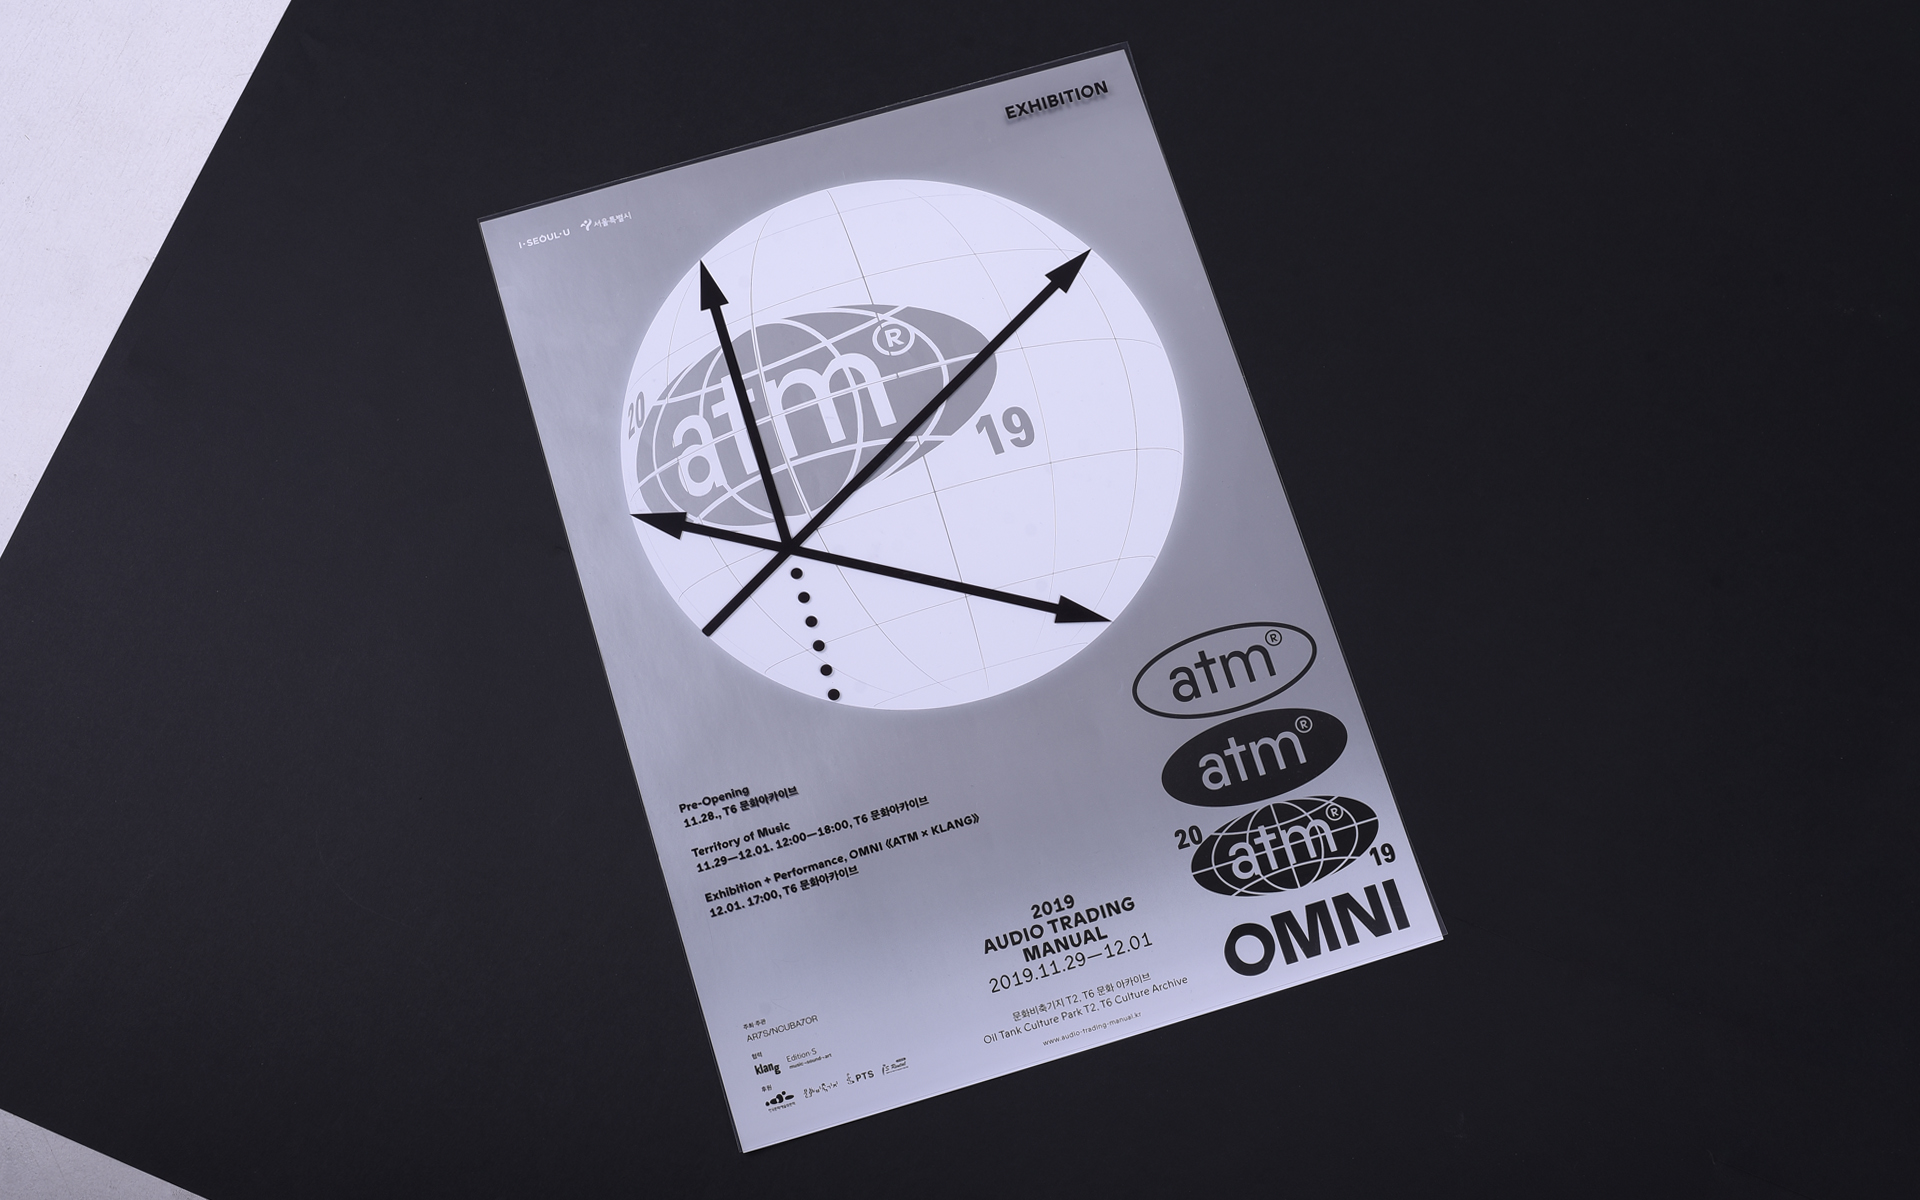 EXHIBITION
I·SEOUL·U
서울특별시
20
atm®
19
Pre-Opening
11.28., T6 문화아카이브
Territory of Music
11.29—12.01. 12:00—18:00, T6 문화아카이브
Exhibition + Performance, OMNI 《ATM × KLANG》
12.01. 17:00, T6 문화아카이브
atm®
atm®
20
atm®
19
OMNI
2019
AUDIO TRADING
MANUAL
2019.11.29—12.01
문화비축기지 T2, T6 문화 아카이브
Oil Tank Culture Park T2, T6 Culture Archive
www.audio-trading-manual.kr
주최 주관
ARTS/NCUBATOR
협력
klang
Edition·S
music—sound—art
후원
PTS